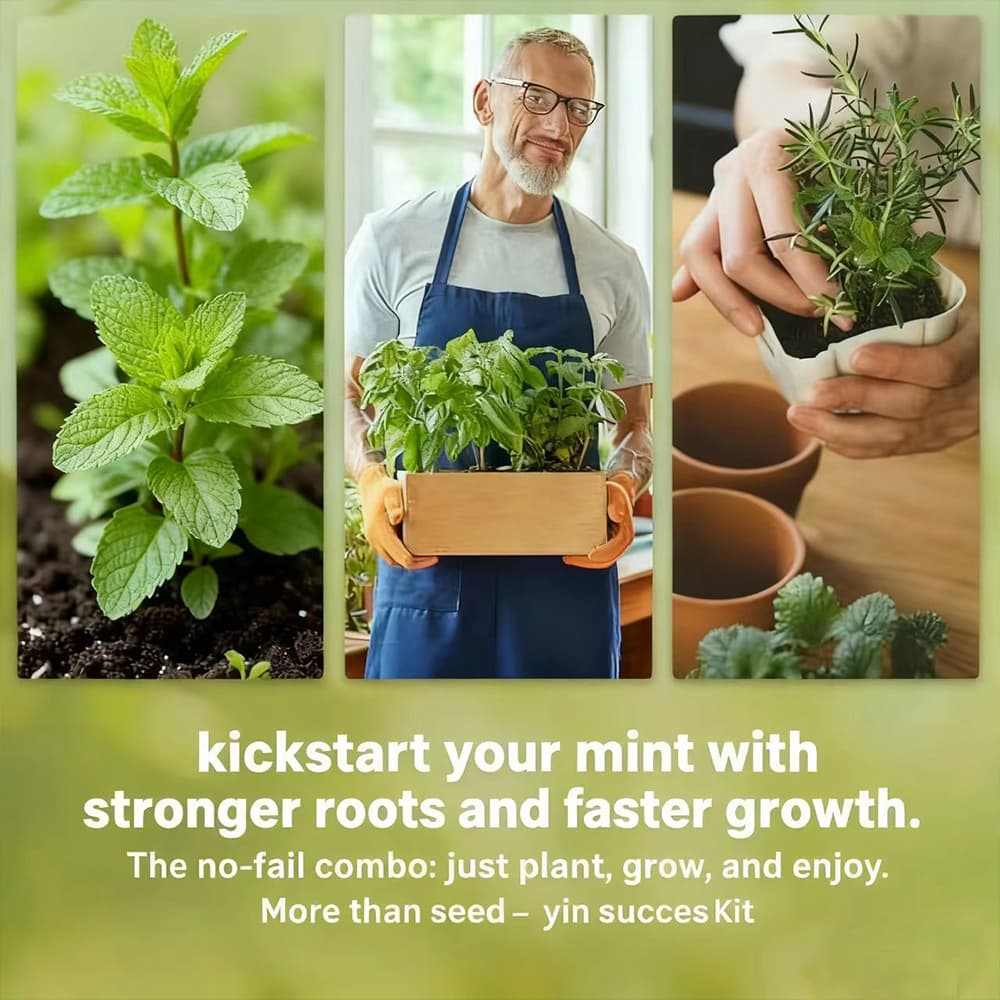 kickstart your mint with
stronger roots and faster growth.
The no-fail combo: just plant, grow, and enjoy.
More than seed – yin succes Kit